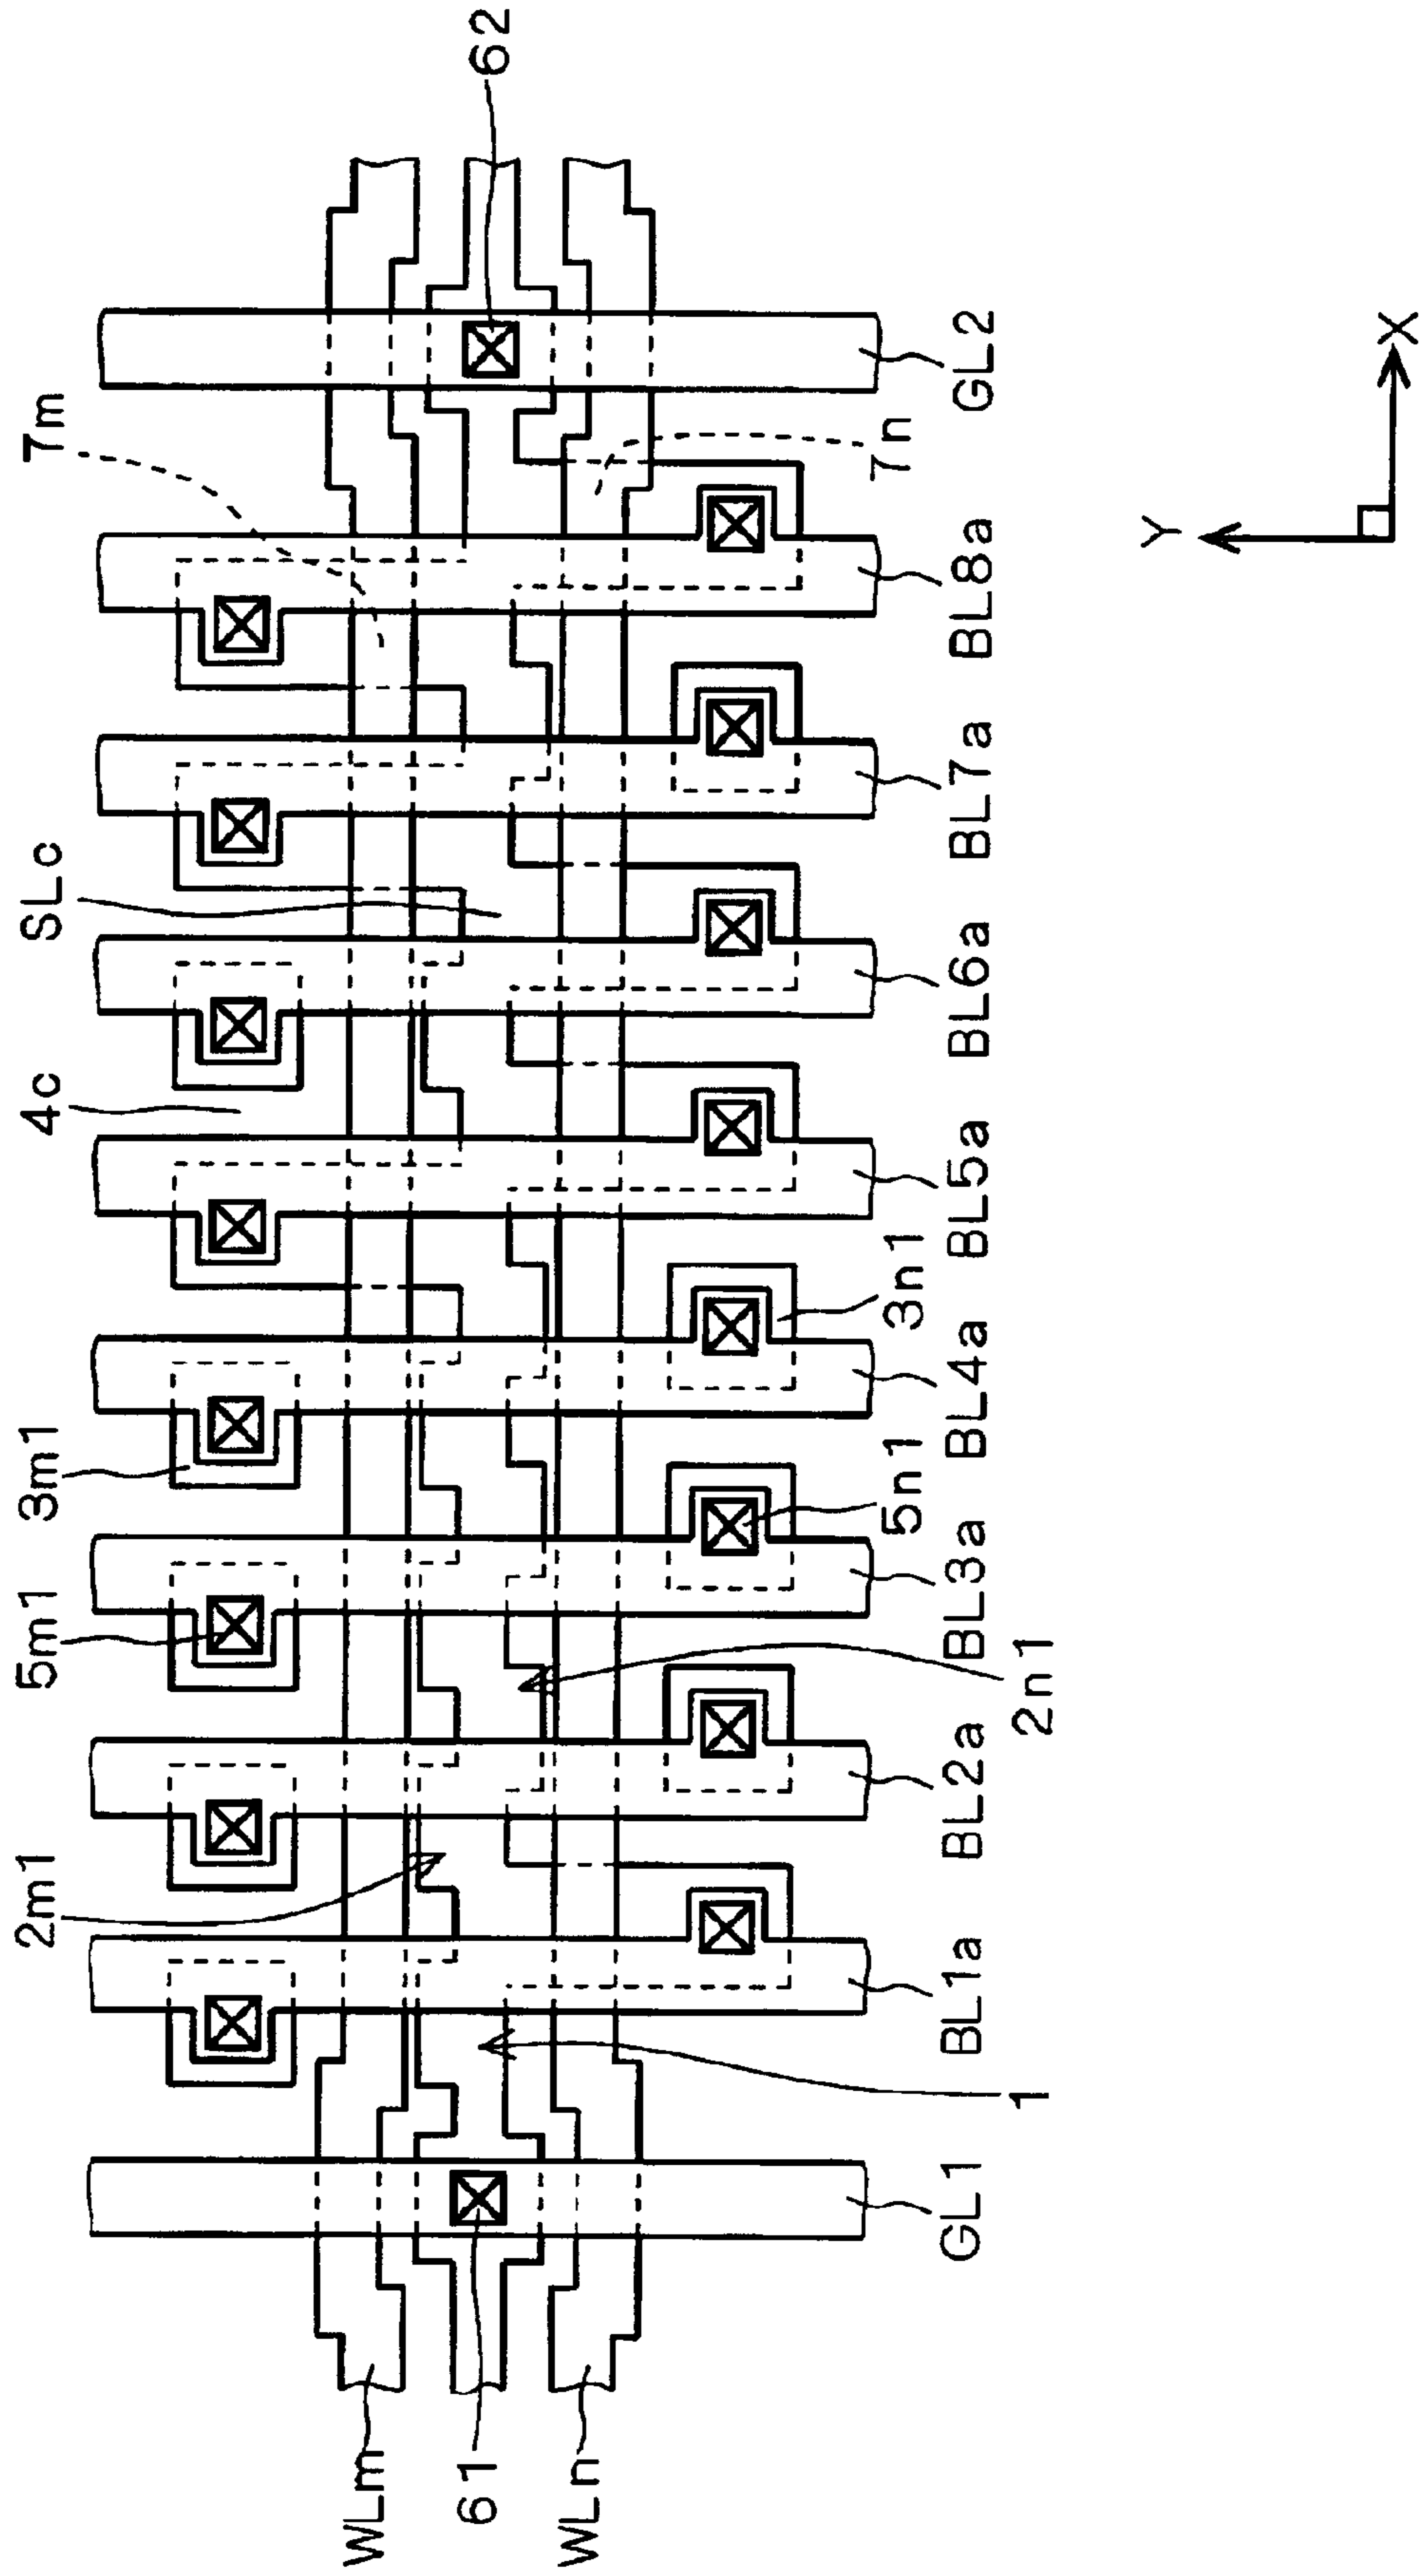 5m1
3m1
4c
SLc
7m
2m1
62
WLm
61
WLn
1
2n1
5n1
3n1
7n
GL1
BL1a
BL2a
BL3a
BL4a
BL5a
BL6a
BL7a
BL8a
GL2
Y
X